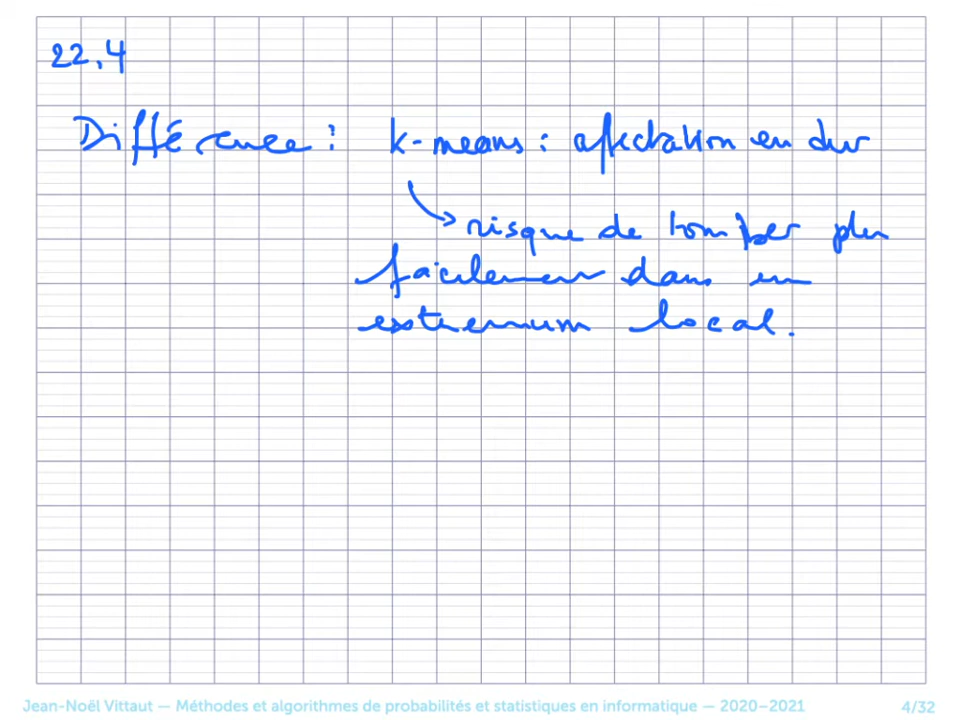 22,4
Différence : k-means : affectation en dur
risque de tomber plus
facilement dans un
extremum local.
Jean-Noël Vittaut — Méthodes et algorithmes de probabilités et statistiques en informatique — 2020–2021 4/32